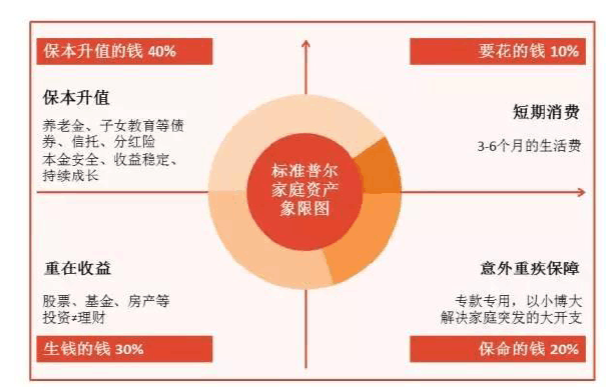 保本升值的钱 40%
要花的钱 10%
保本升值
养老金、子女教育等债
券、信托、分红险
本金安全、收益稳定、
持续成长
短期消费
3-6个月的生活费
标准普尔
家庭资产
象限图
重在收益
股票、基金、房产等
投资≠理财
生钱的钱 30%
意外重疾保障
专款专用，以小博大
解决家庭突发的大开支
保命的钱 20%